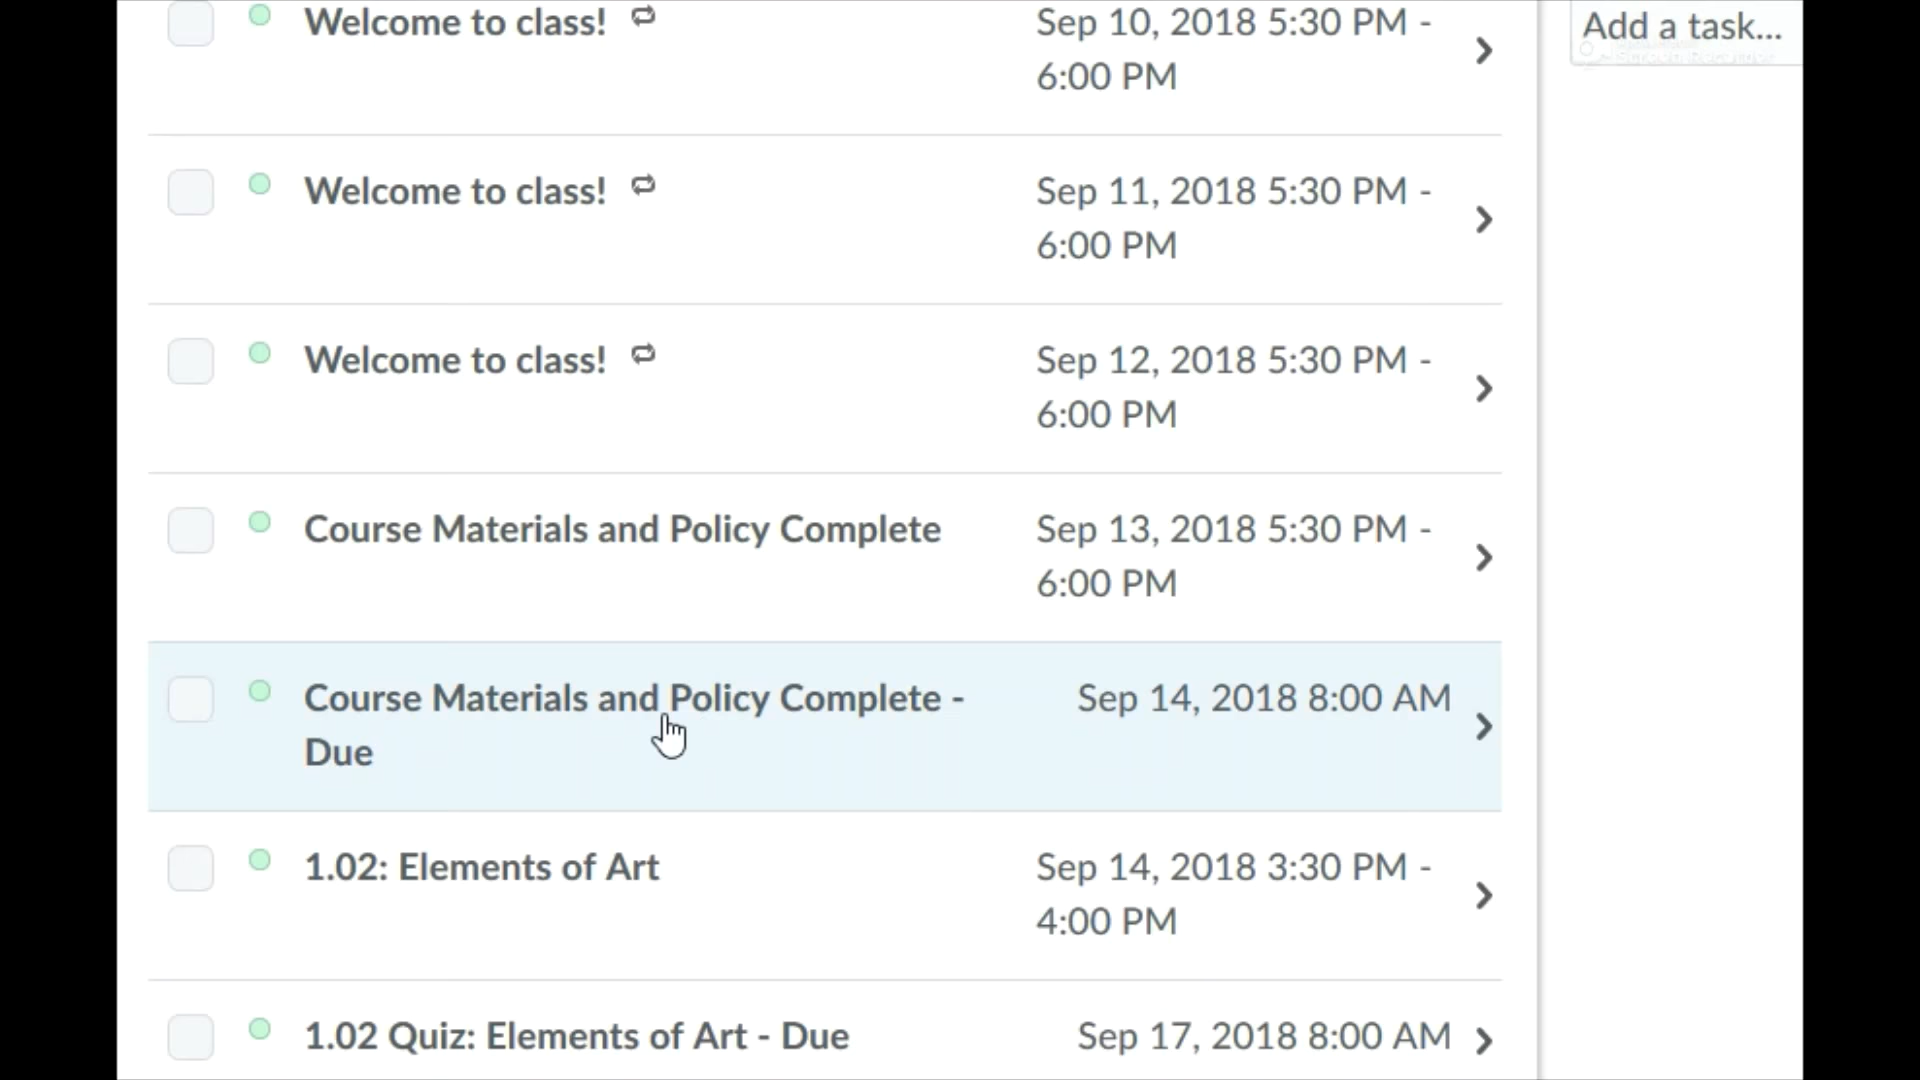 Welcome to class!
Sep 10, 2018 5:30 PM -
6:00 PM
Add a task...
Welcome to class!
Sep 11, 2018 5:30 PM -
6:00 PM
Welcome to class!
Sep 12, 2018 5:30 PM -
6:00 PM
Course Materials and Policy Complete
Sep 13, 2018 5:30 PM -
6:00 PM
Course Materials and Policy Complete -
Due
Sep 14, 2018 8:00 AM
1.02: Elements of Art
Sep 14, 2018 3:30 PM -
4:00 PM
1.02 Quiz: Elements of Art - Due
Sep 17, 2018 8:00 AM